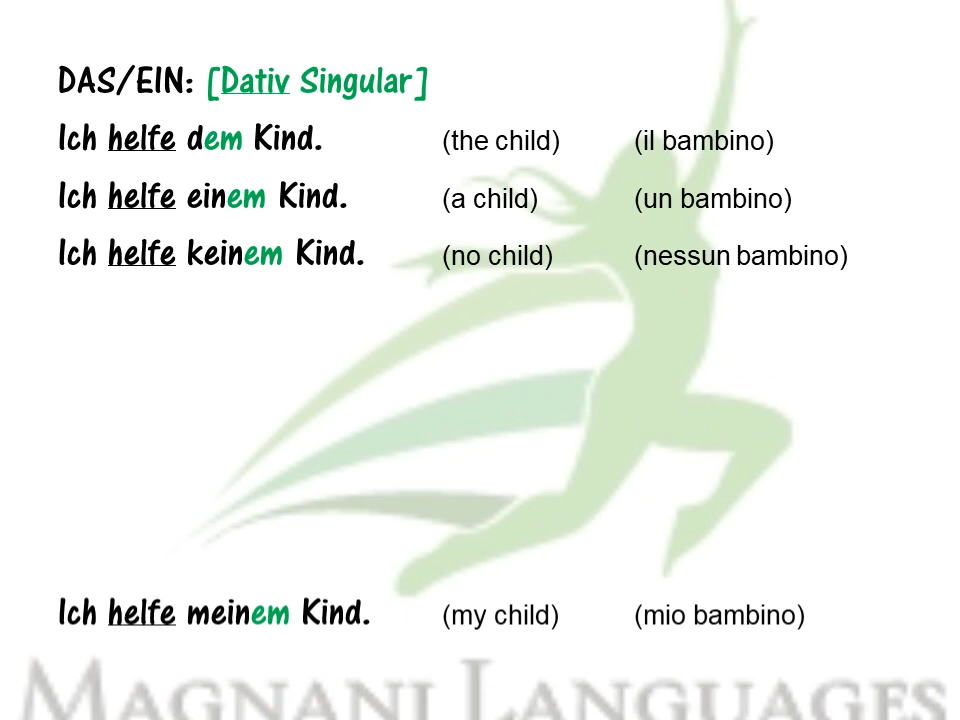 DAS/EIN: [Dativ Singular]
Ich helfe dem Kind. (the child) (il bambino)
Ich helfe einem Kind. (a child) (un bambino)
Ich helfe keinem Kind. (no child) (nessun bambino)
Ich helfe meinem Kind. (my child) (mio bambino)
MAGNANI LANGUAGES